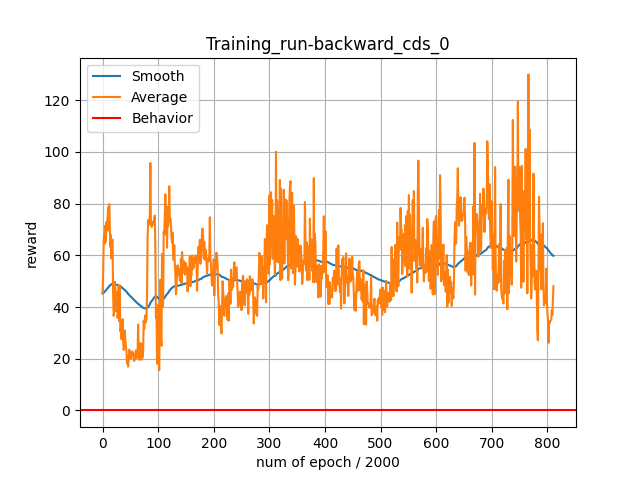 Training_run-backward_cds_0
Smooth
Average
Behavior
reward
120
100
80
60
40
20
0
0 100 200 300 400 500 600 700 800
num of epoch / 2000